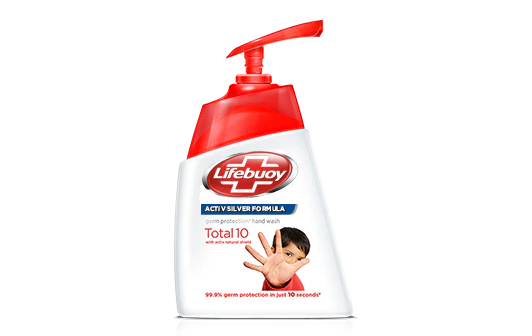 Lifebuoy
ACTIV SILVER FORMULA
germ protection* hand wash
Total 10
with activ natural shield
99.9% germ protection in just 10 seconds*